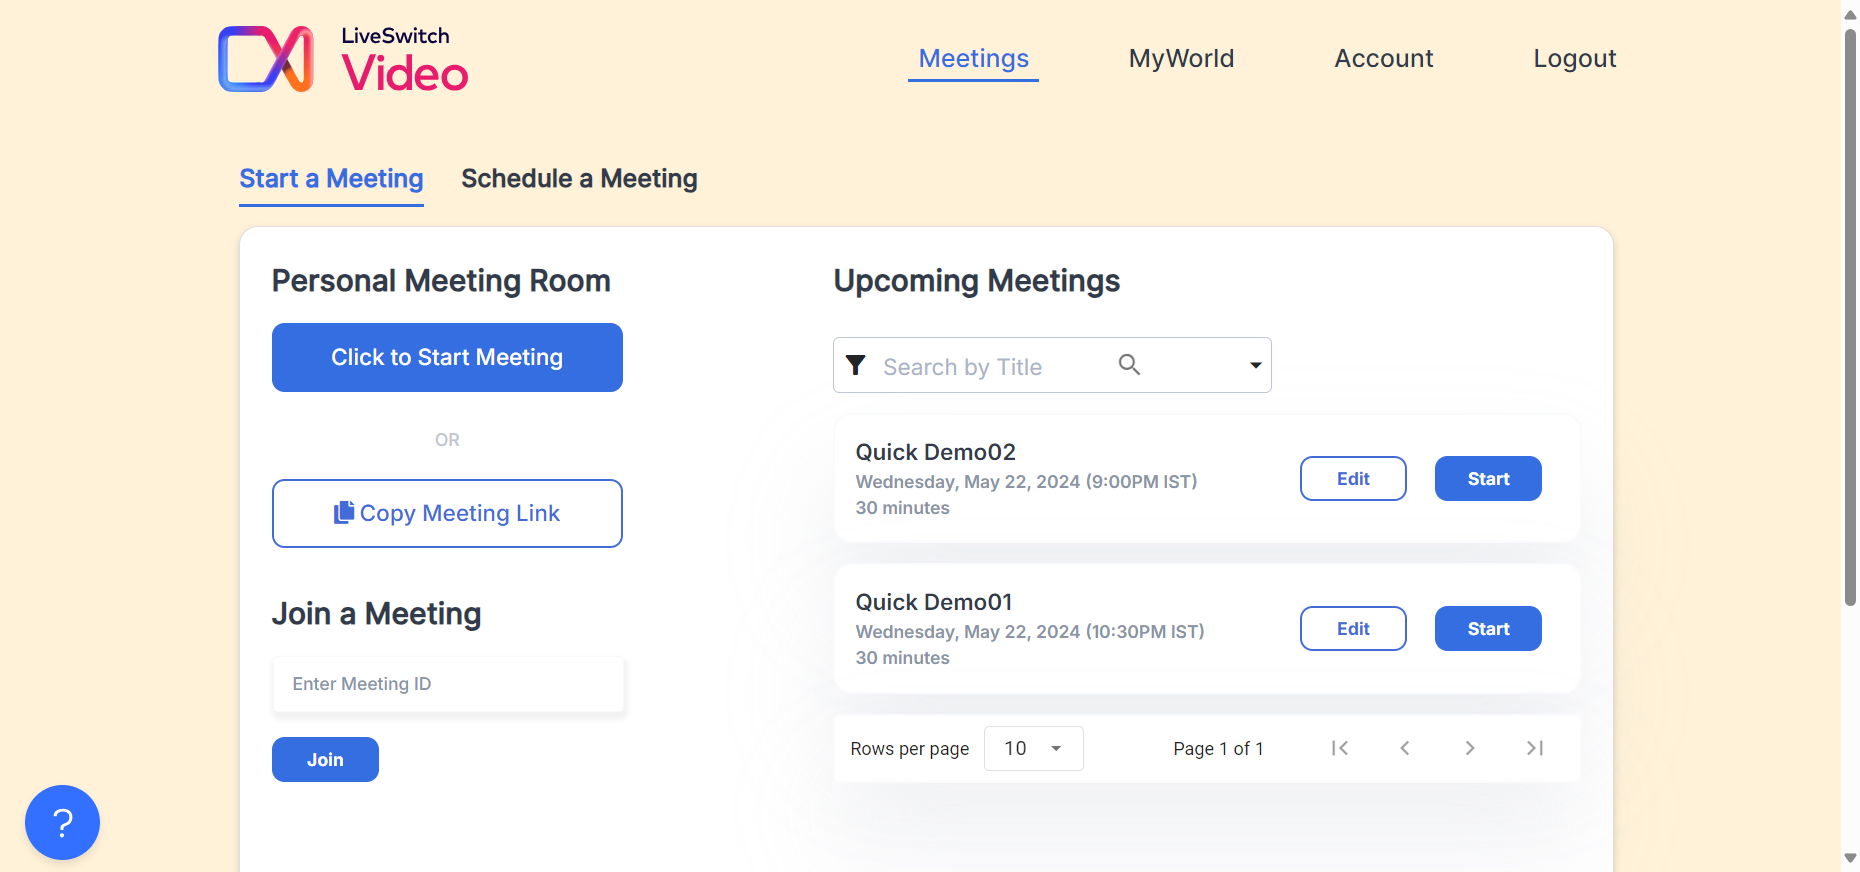 LiveSwitch
Video
Meetings
MyWorld
Account
Logout
Start a Meeting
Schedule a Meeting
Personal Meeting Room
Click to Start Meeting
OR
Copy Meeting Link
Join a Meeting
Enter Meeting ID
Join
?
Upcoming Meetings
Search by Title
Quick Demo02
Wednesday, May 22, 2024 (9:00PM IST)
30 minutes
Edit
Start
Quick Demo01
Wednesday, May 22, 2024 (10:30PM IST)
30 minutes
Edit
Start
Rows per page
10
Page 1 of 1